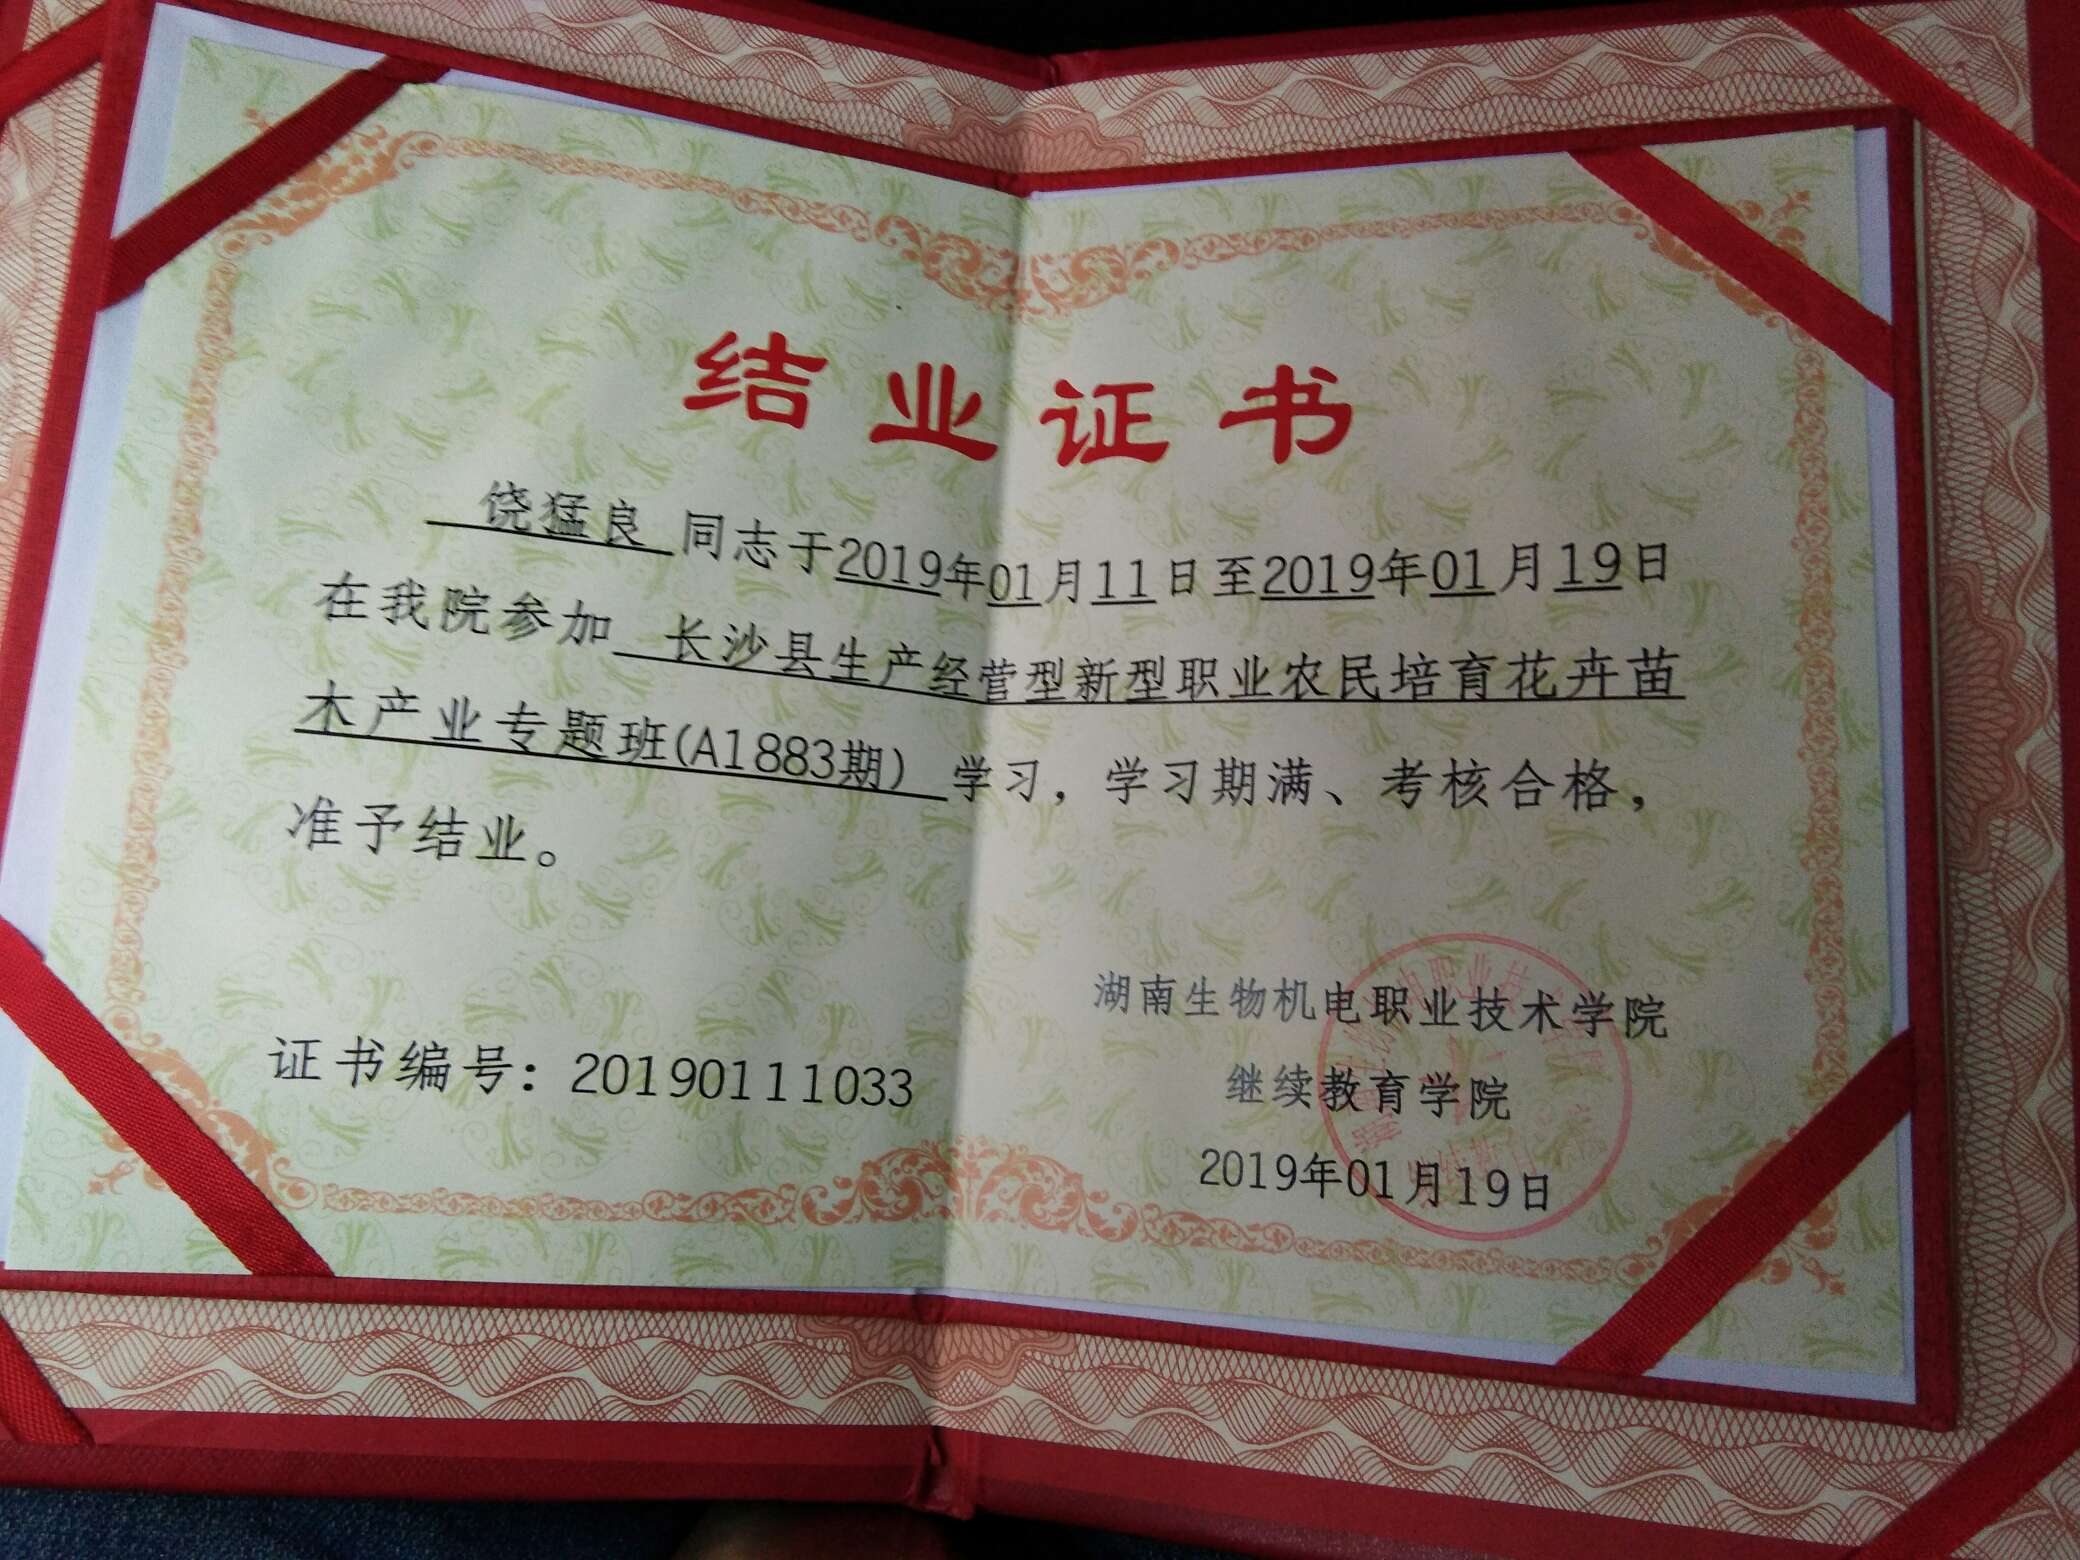 结业证书
饶猛良 同志于2019年01月11日至2019年01月19日
在我院参加 长沙县生产经营型新型职业农民培育花卉苗
木产业专题班(A1883期) 学习，学习期满、考核合格，
准予结业。
湖南生物机电职业技术学院
证书编号：20190111033
继续教育学院
2019年01月19日